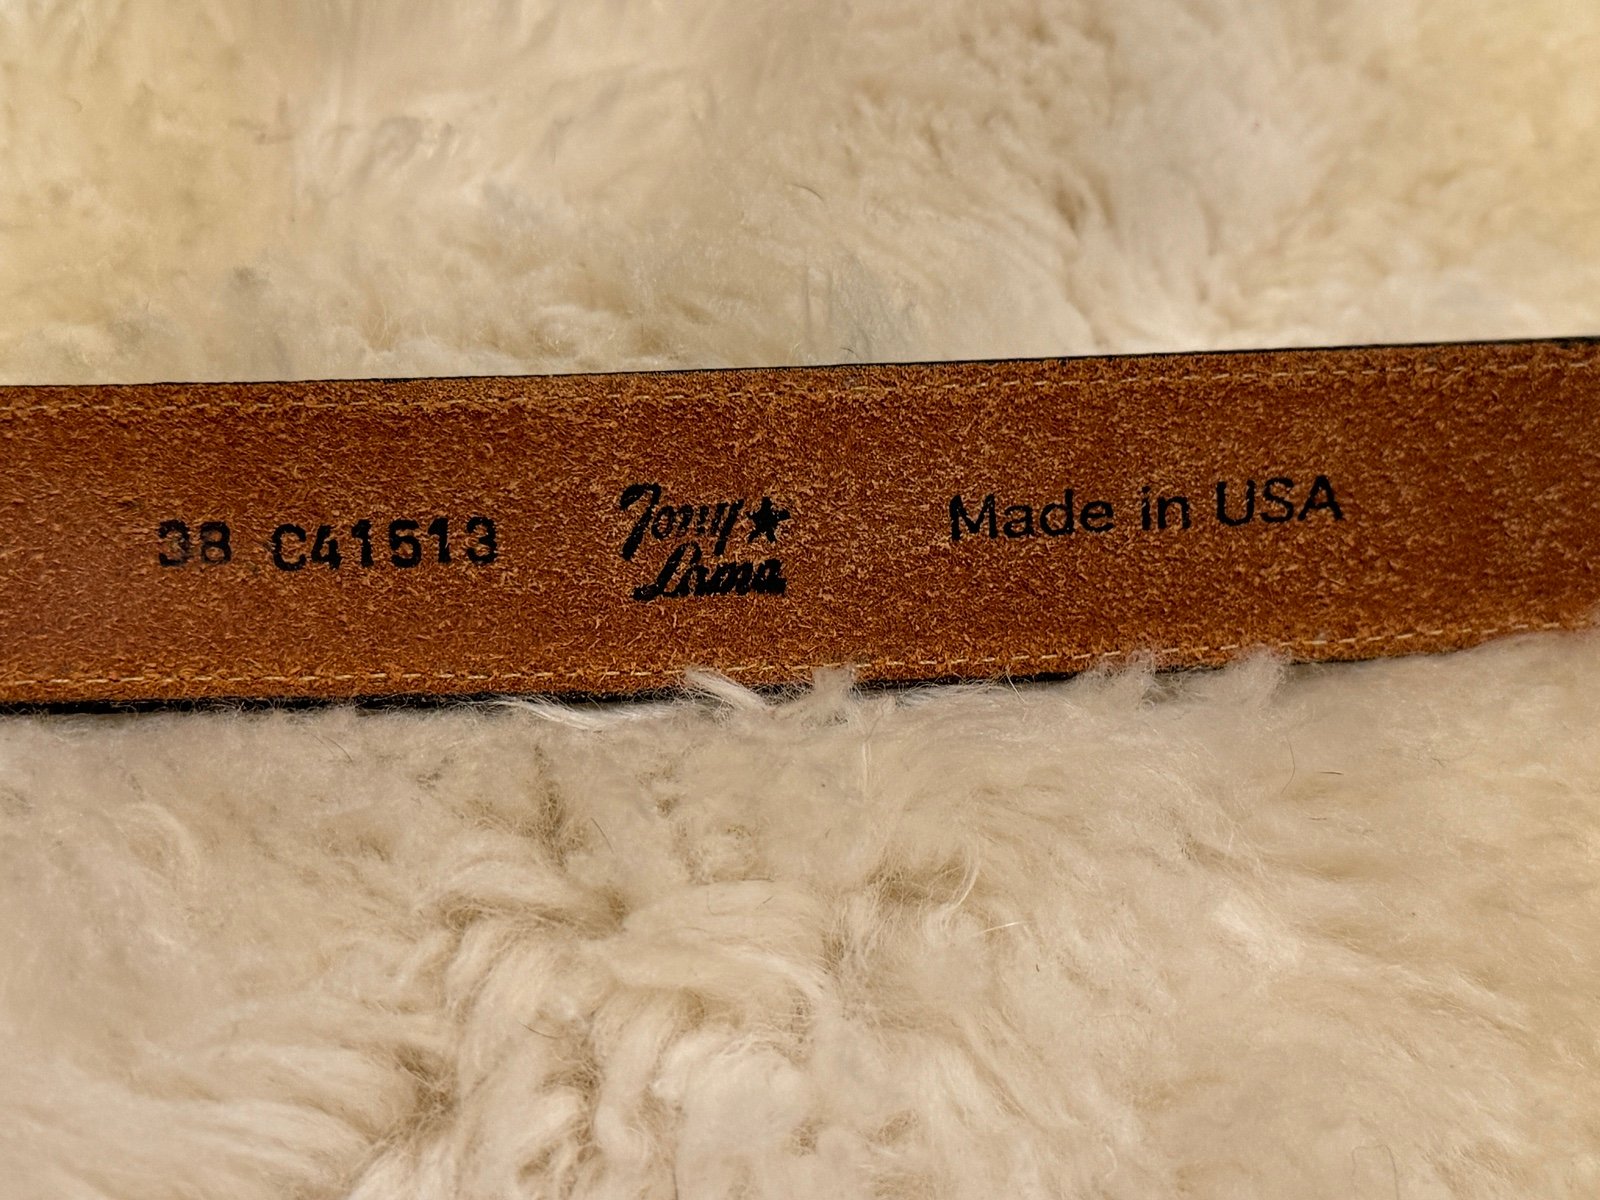 38 C41513
Tony★
Lama
Made in USA